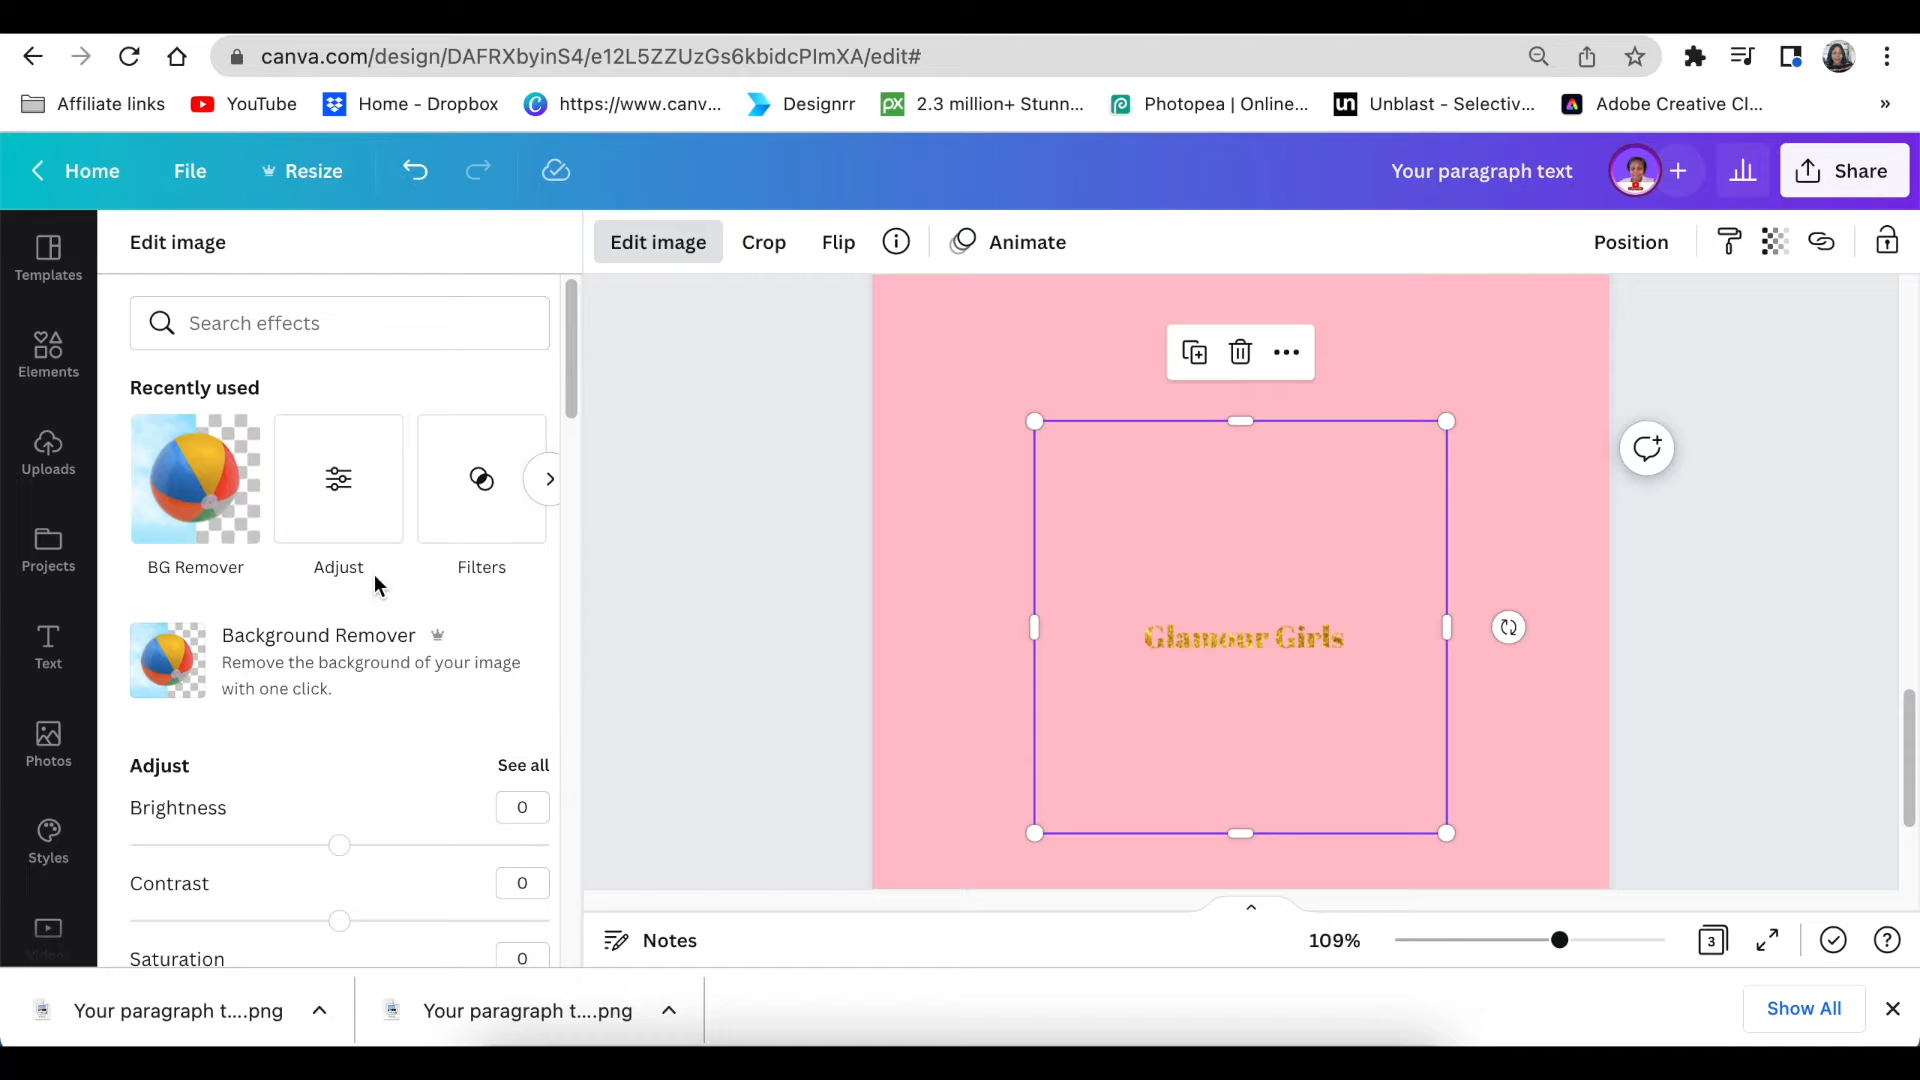 canva.com/design/DAFRXbyinS4/e12L5ZZUzGs6kbidcPImXA/edit#
Affiliate links YouTube Home - Dropbox https://www.canv... Designrr 2.3 million+ Stunn... Photopea | Online... Unblast - Selectiv... Adobe Creative Cl... »
Home File Resize Your paragraph text + Share
Edit image Edit image Crop Flip Animate Position
Templates
Elements
Uploads
Projects
Text
Photos
Styles
Search effects
Recently used
BG Remover Adjust Filters
Background Remover
Remove the background of your image
with one click.
Adjust See all
Brightness 0
Contrast 0
Saturation 0
Glamour Girls
Notes 109% 3
Your paragraph t....png Your paragraph t....png Show All